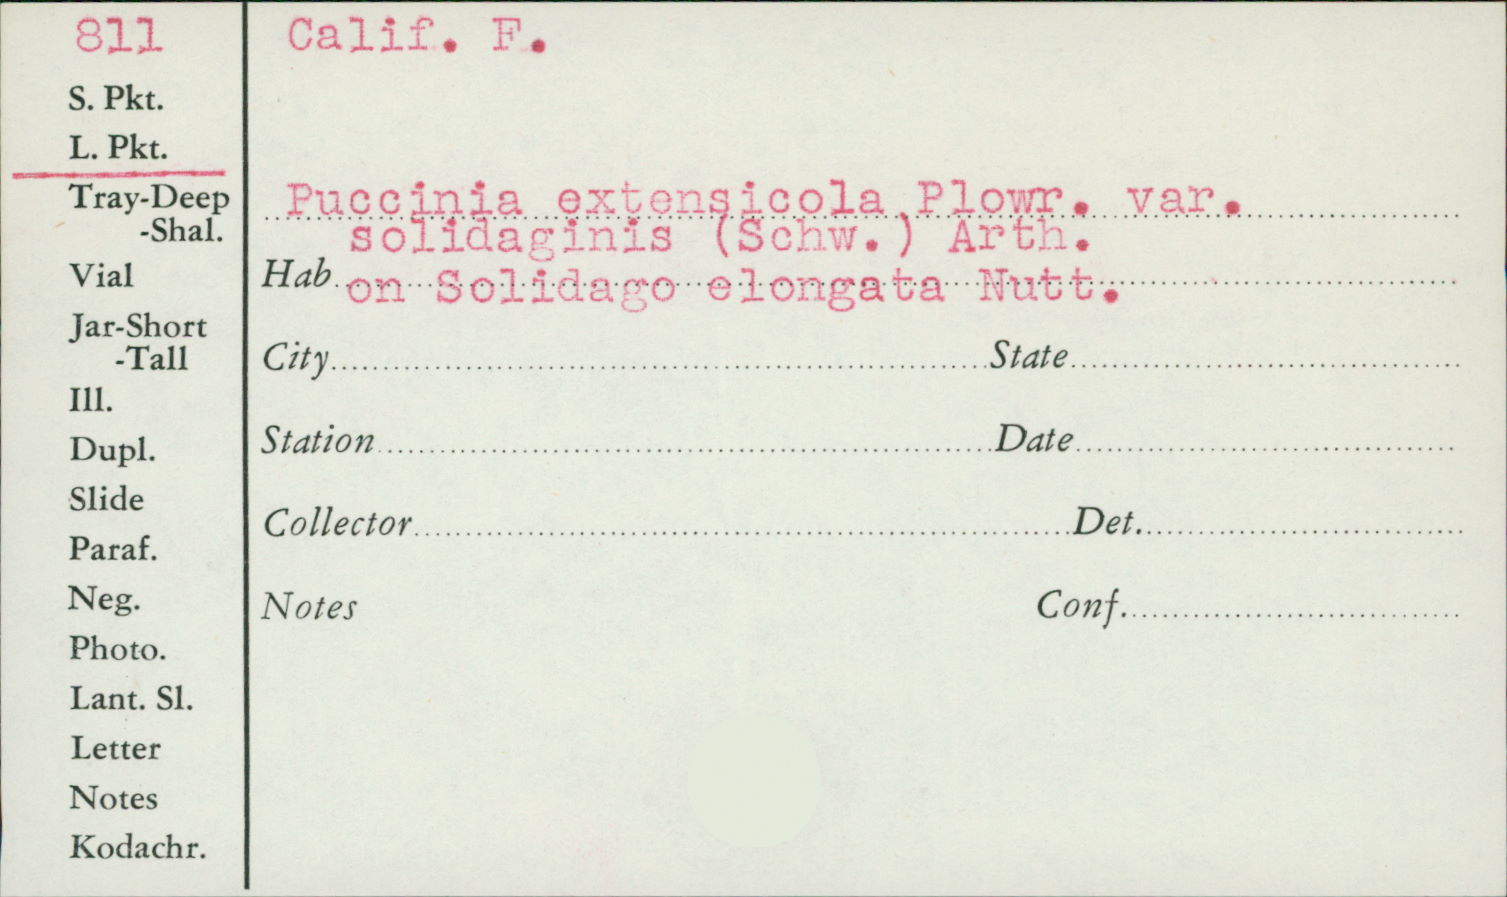 811
S. Pkt.
L. Pkt.
Tray-Deep
-Shal.
Vial
Jar-Short
-Tall
Ill.
Dupl.
Slide
Paraf.
Neg.
Photo.
Lant. Sl.
Letter
Notes
Kodachr.
Calif. F.
Puccinia extensicola Plowr. var.
solidaginis (Schw.) Arth.
Hab. on Solidago elongata Nutt.
City State
Station Date
Collector Det.
Notes Conf.